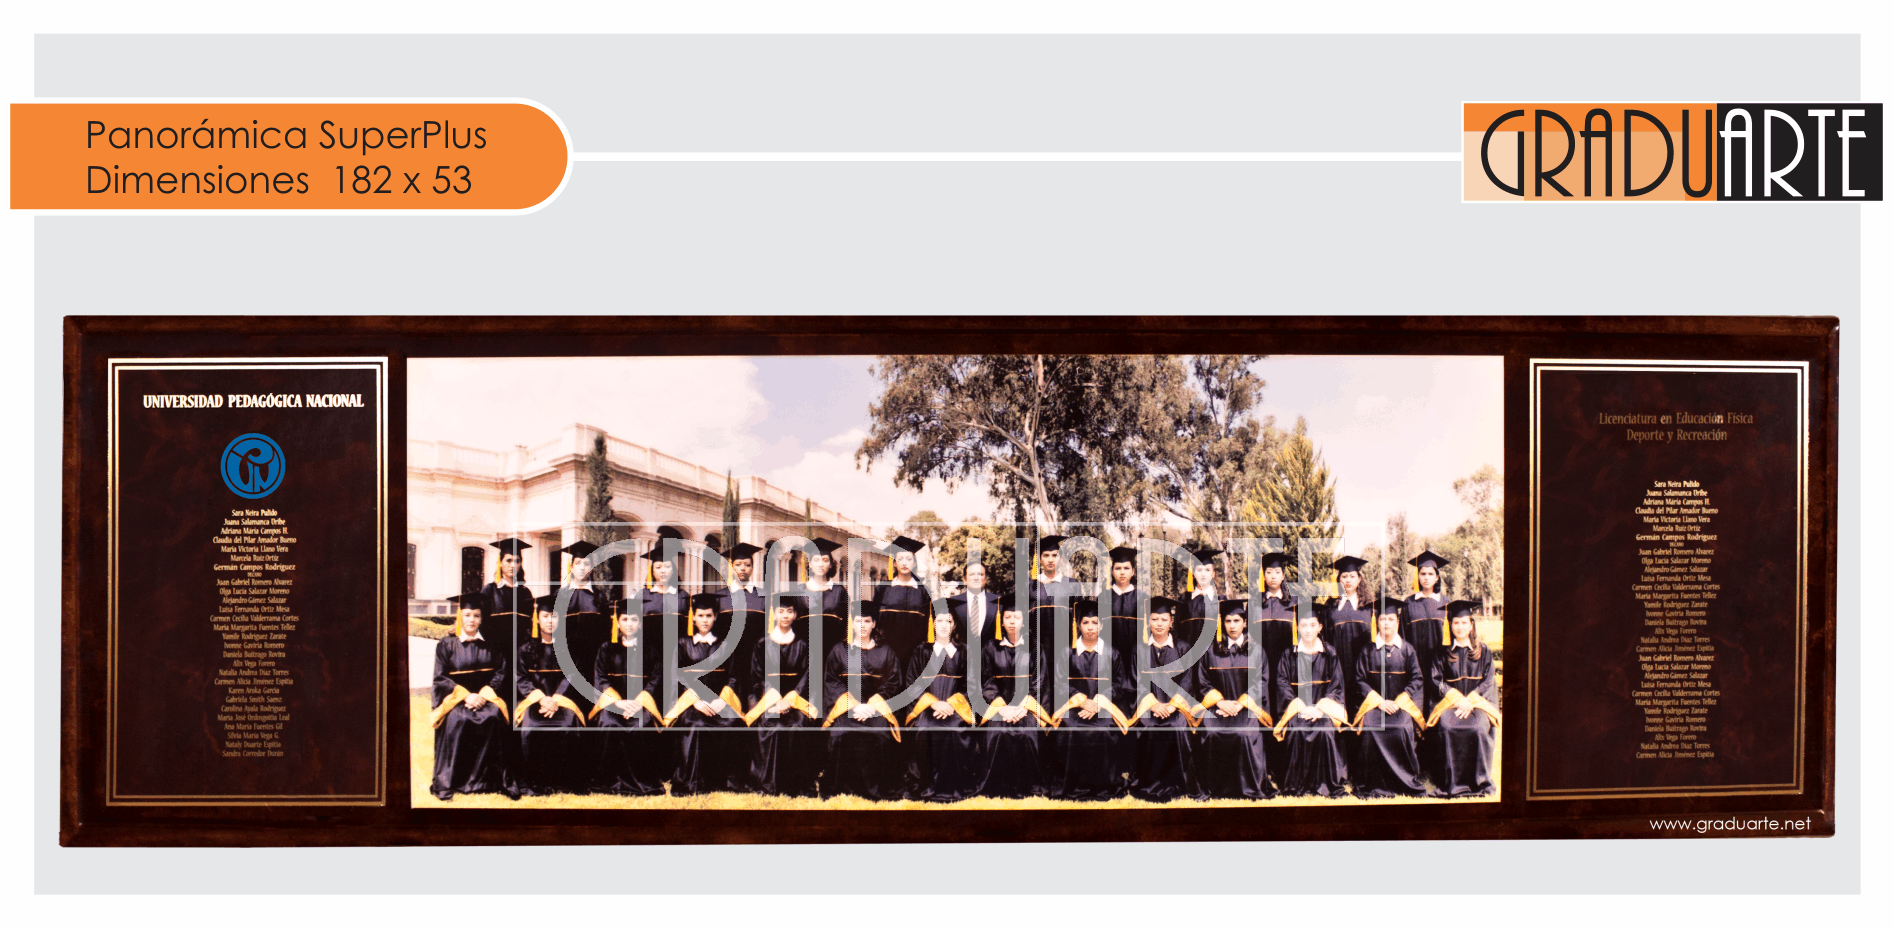 Panorámica SuperPlus
Dimensiones 182 x 53
GRADUARTE
UNIVERSIDAD PEDAGÓGICA NACIONAL
Sara Neira Pulido
Juana Salamanca Uribe
Adriana María Campos H.
Claudia del Pilar Amador Bueno
María Victoria Llano Vera
Marcela Ruiz Ortiz
Germán Campos Rodríguez
Juan Gabriel Romero Alvarez
Olga Lucía Salazar Moreno
Alejandro Gámez Salazar
Luisa Fernanda Ortiz Mesa
Carmen Cecilia Valderrama Cortes
María Margarita Fuentes Tellez
Yamile Rodríguez Zarate
Ivonne Gaviria Romero
Daniela Buitrago Rovira
Alix Vega Forero
Natalia Andrea Díaz Torres
Carmen Alicia Jiménez Espitia
Karen Aroka García
Gabriela Smith Saenz
Carolina Ayala Rodríguez
María José Ordosgoitia Leal
Ana María Fuentes Gil
Silvia María Vega G.
Nataly Duarte Espitia
Sandra Corredor Durán
GRADUARTE
Licenciatura en Educación Física
Deporte y Recreación
Sara Neira Pulido
Juana Salamanca Uribe
Adriana María Campos H.
Claudia del Pilar Amador Bueno
María Victoria Llano Vera
Marcela Ruiz Ortiz
Germán Campos Rodríguez
Juan Gabriel Romero Alvarez
Olga Lucía Salazar Moreno
Alejandro Gámez Salazar
Luisa Fernanda Ortiz Mesa
Carmen Cecilia Valderrama Cortes
María Margarita Fuentes Tellez
Yamile Rodríguez Zarate
Ivonne Gaviria Romero
Daniela Buitrago Rovira
Alix Vega Forero
Natalia Andrea Díaz Torres
Carmen Alicia Jiménez Espitia
Juan Gabriel Romero Alvarez
Olga Lucía Salazar Moreno
Alejandro Gámez Salazar
Luisa Fernanda Ortiz Mesa
Carmen Cecilia Valderrama Cortes
María Margarita Fuentes Tellez
Yamile Rodríguez Zarate
Ivonne Gaviria Romero
Daniela Buitrago Rovira
Alix Vega Forero
Natalia Andrea Díaz Torres
Carmen Alicia Jiménez Espitia
www.graduarte.net